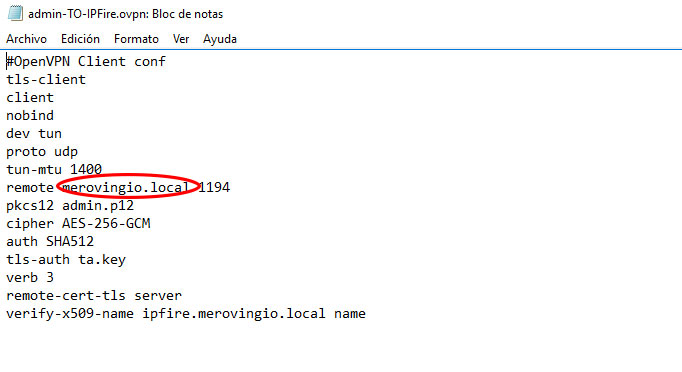 admin-TO-IPFire.ovpn: Bloc de notas
Archivo Edición Formato Ver Ayuda
#OpenVPN Client conf
tls-client
client
nobind
dev tun
proto udp
tun-mtu 1400
remote merovingio.local 1194
pkcs12 admin.p12
cipher AES-256-GCM
auth SHA512
tls-auth ta.key
verb 3
remote-cert-tls server
verify-x509-name ipfire.merovingio.local name